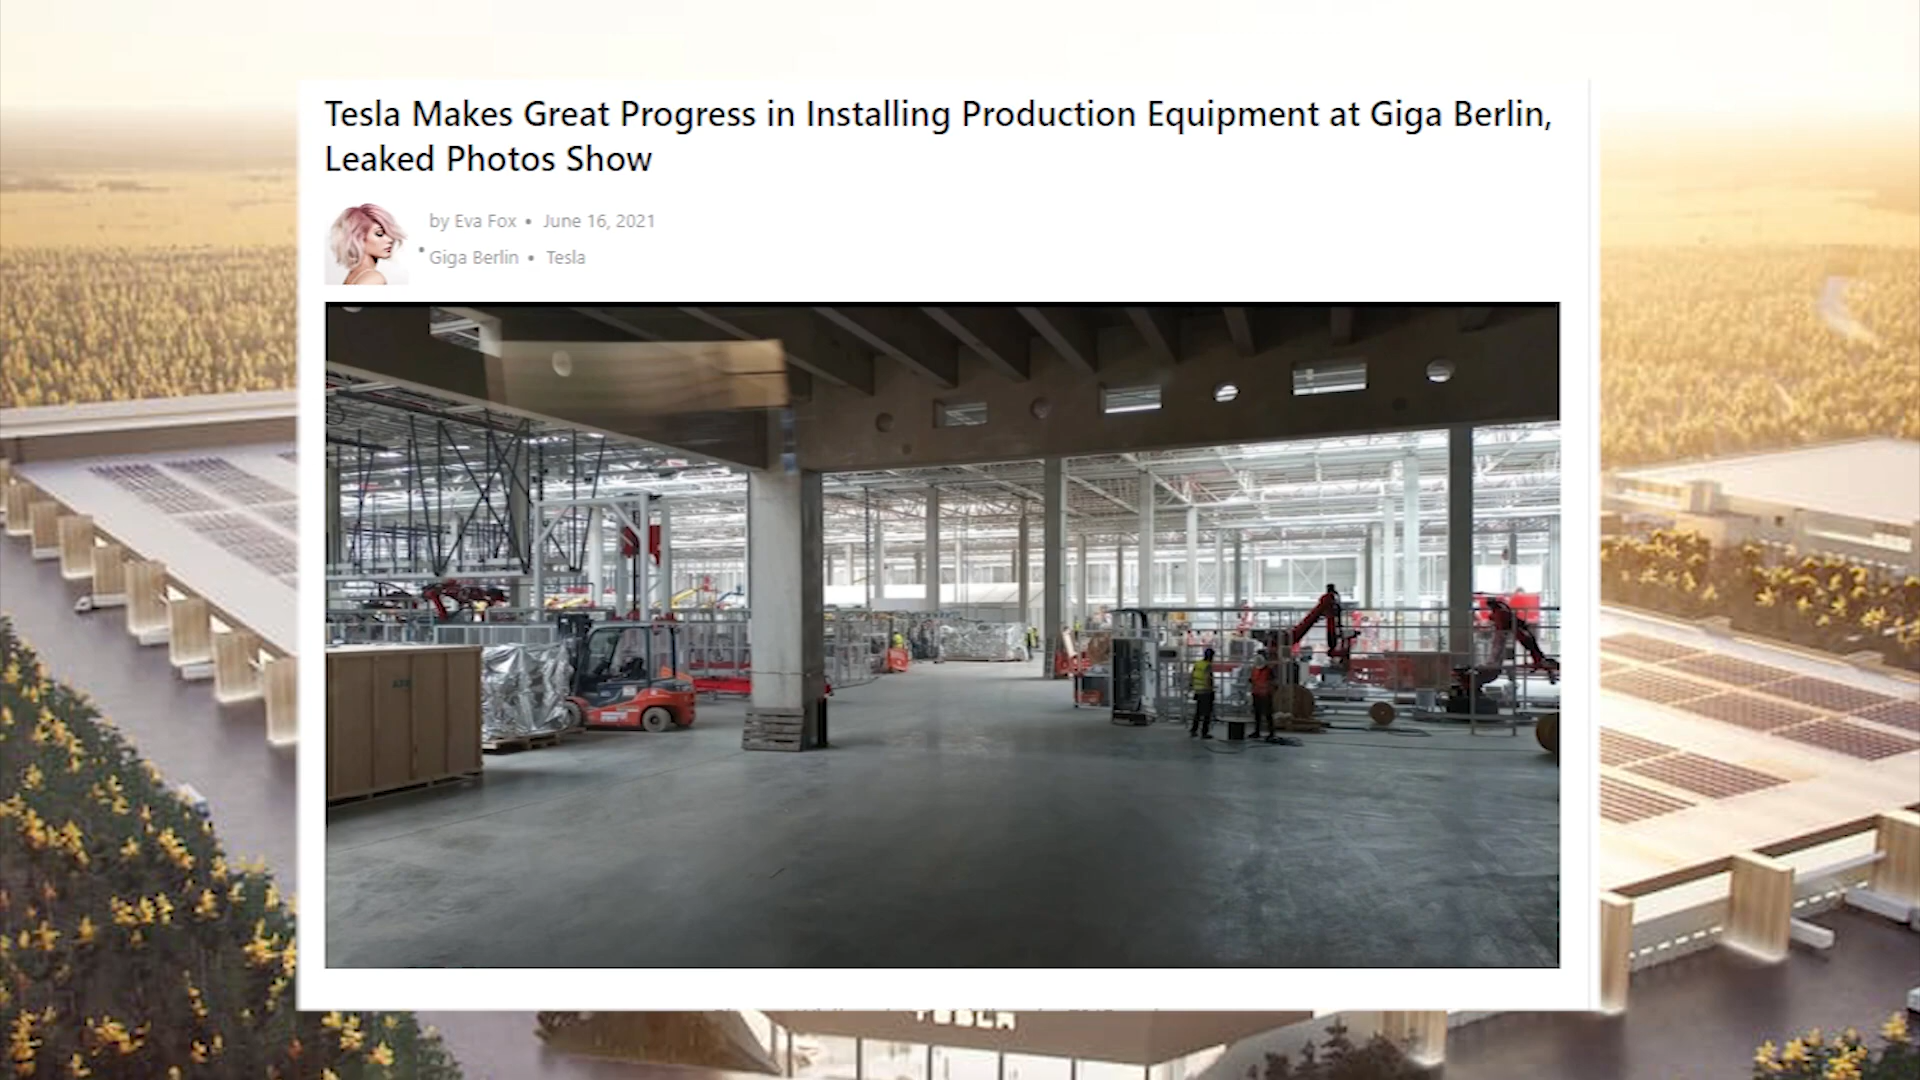 Tesla Makes Great Progress in Installing Production Equipment at Giga Berlin,
Leaked Photos Show
by Eva Fox • June 16, 2021
• Giga Berlin • Tesla